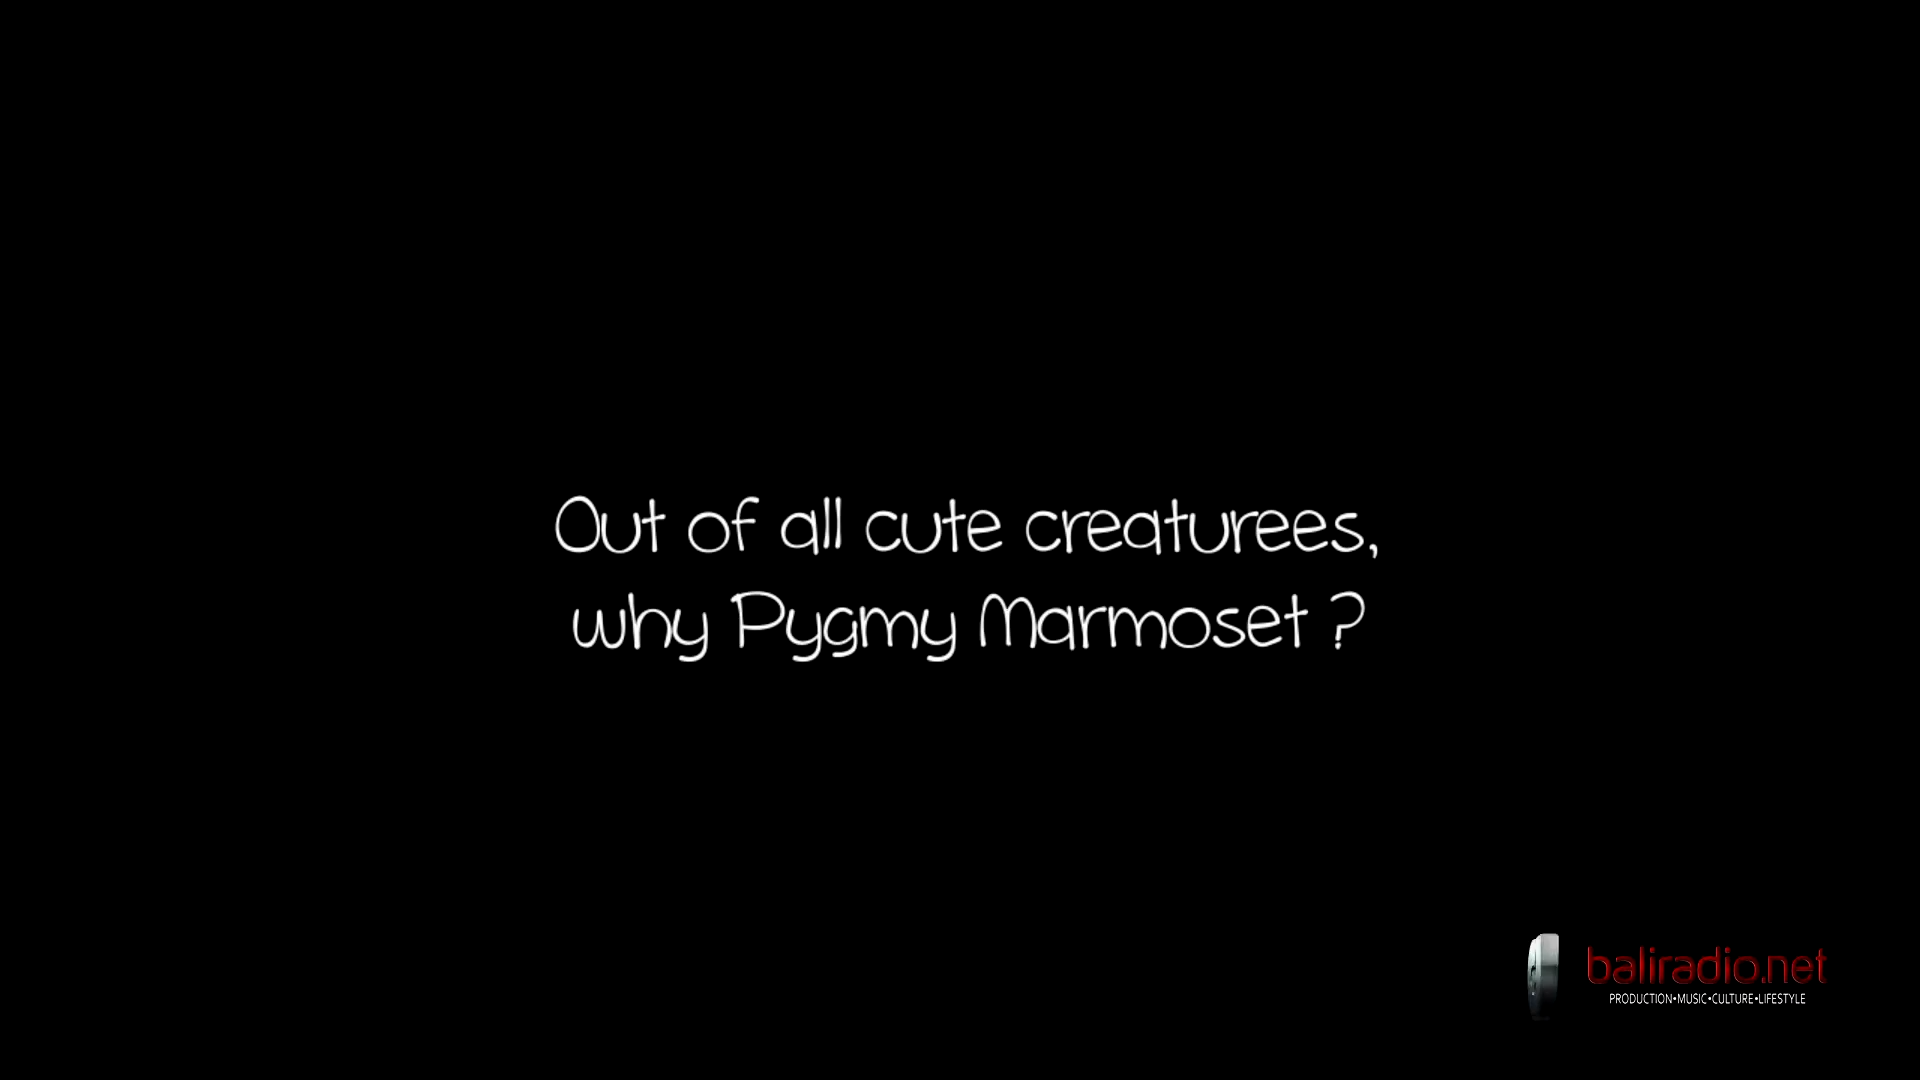 Out of all cute creaturees,
why Pygmy Marmoset ?
baliradio.net
PRODUCTION•MUSIC•CULTURE•LIFESTYLE